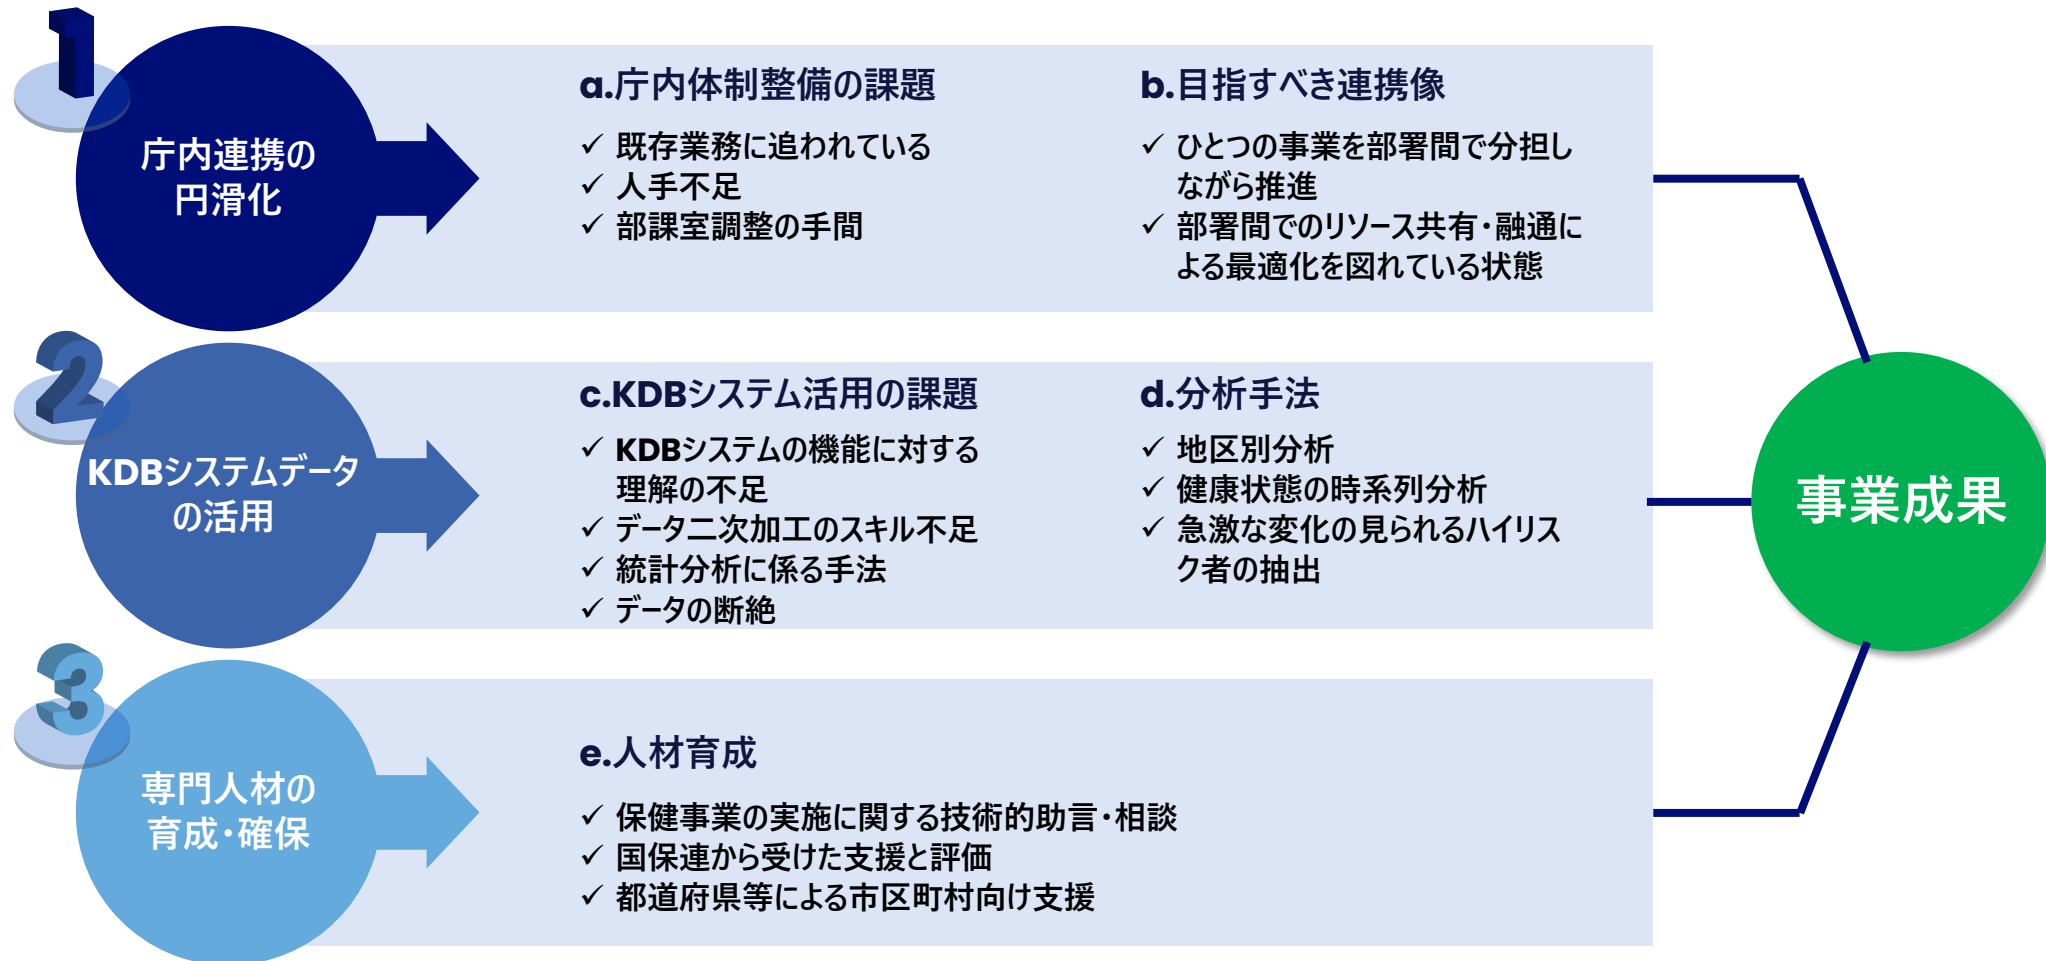 1
庁内連携の
円滑化
a.庁内体制整備の課題
✓ 既存業務に追われている
✓ 人手不足
✓ 部課室調整の手間
b.目指すべき連携像
✓ ひとつの事業を部署間で分担し
ながら推進
✓ 部署間でのリソース共有・融通に
よる最適化を図れている状態
2
KDBシステムデータ
の活用
c.KDBシステム活用の課題
✓ KDBシステムの機能に対する
理解の不足
✓ データ二次加工のスキル不足
✓ 統計分析に係る手法
✓ データの断絶
d.分析手法
✓ 地区別分析
✓ 健康状態の時系列分析
✓ 急激な変化の見られるハイリス
ク者の抽出
3
専門人材の
育成・確保
e.人材育成
✓ 保健事業の実施に関する技術的助言・相談
✓ 国保連から受けた支援と評価
✓ 都道府県等による市区町村向け支援
事業成果